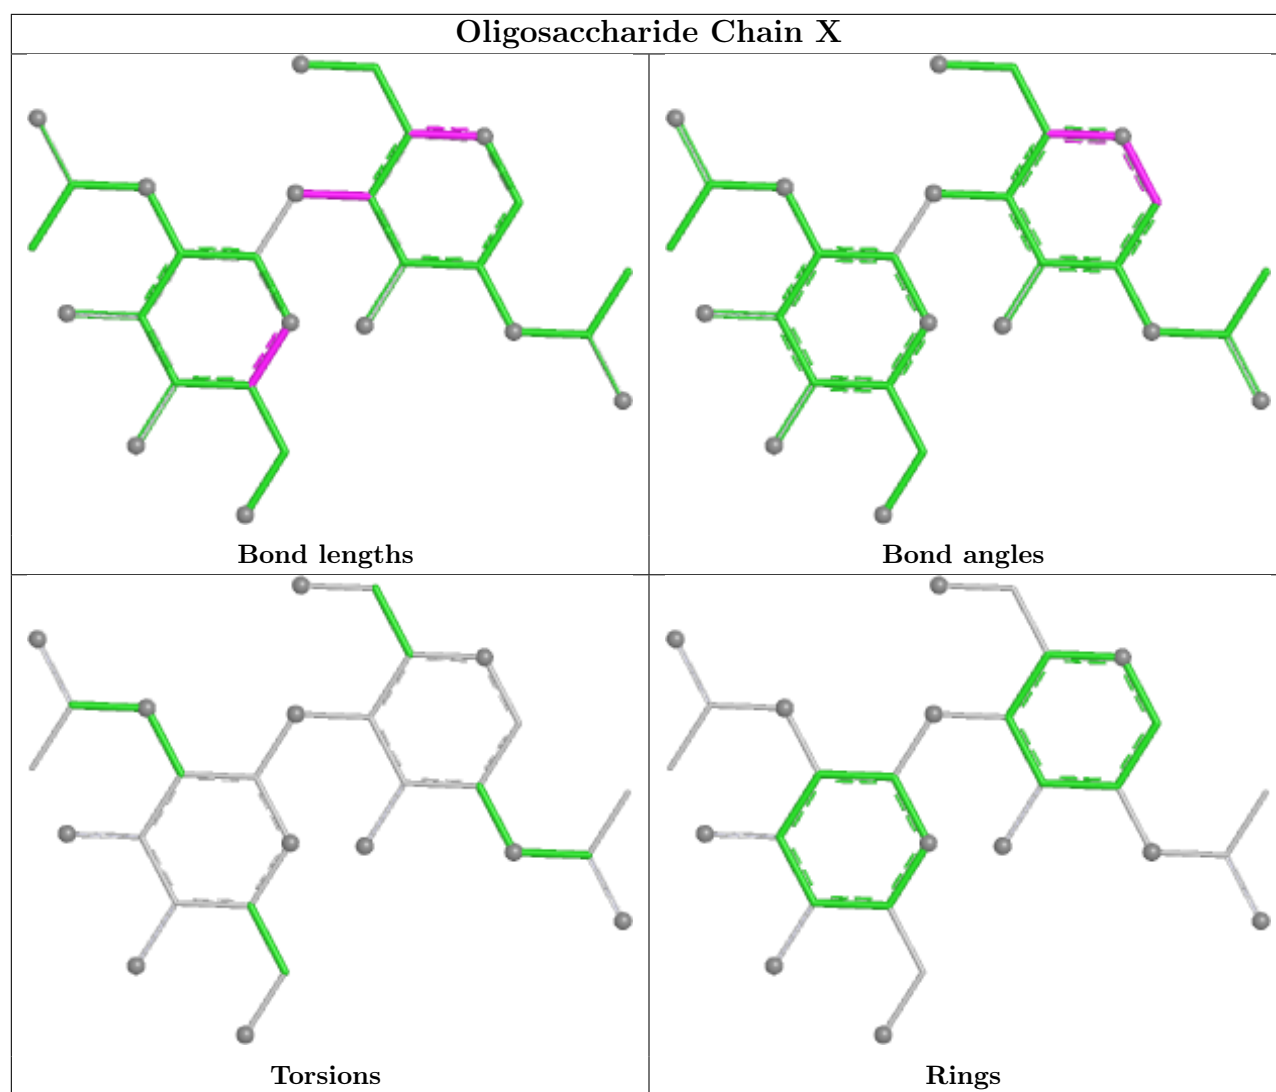 Oligosaccharide Chain X
Bond lengths
Bond angles
Torsions
Rings